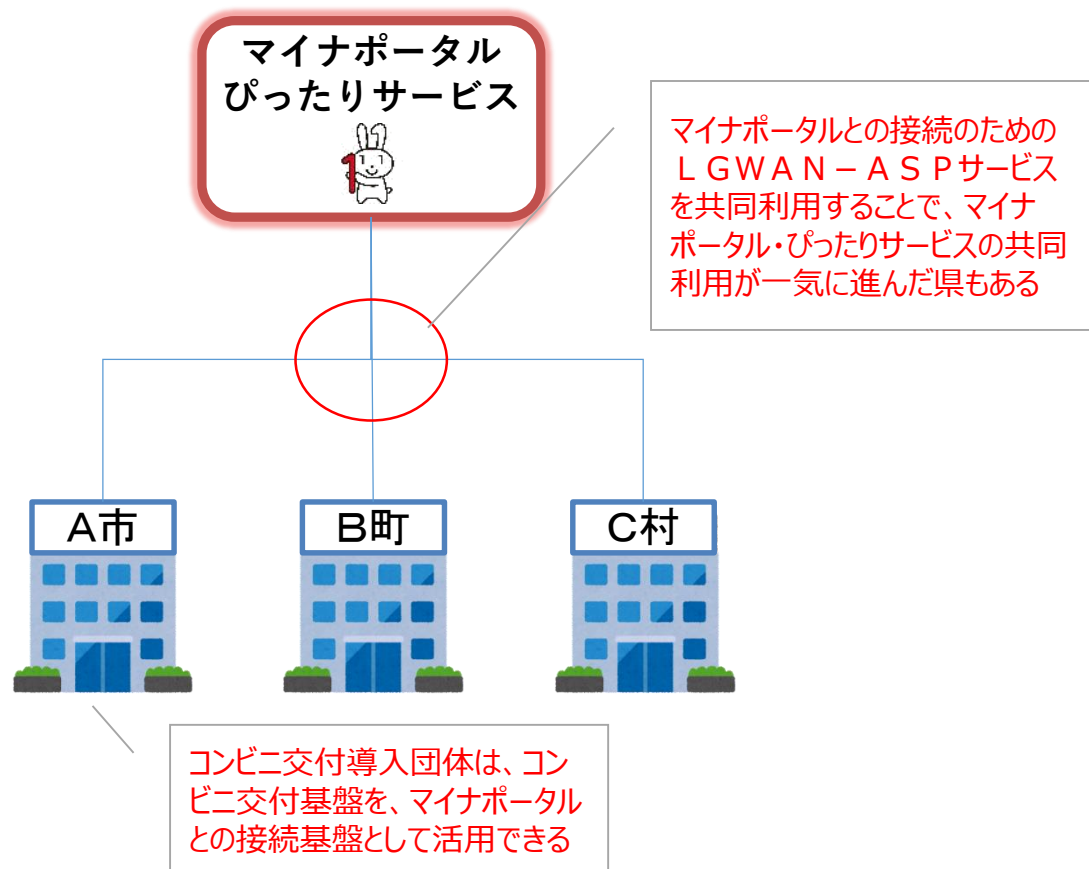 マイナポータル
ぴったりサービス
1
マイナポータルとの接続のための
ＬＧＷＡＮ－ＡＳＰサービス
を共同利用することで、マイナ
ポータル・ぴったりサービスの共同
利用が一気に進んだ県もある
A市
B町
C村
コンビニ交付導入団体は、コン
ビニ交付基盤を、マイナポータル
との接続基盤として活用できる